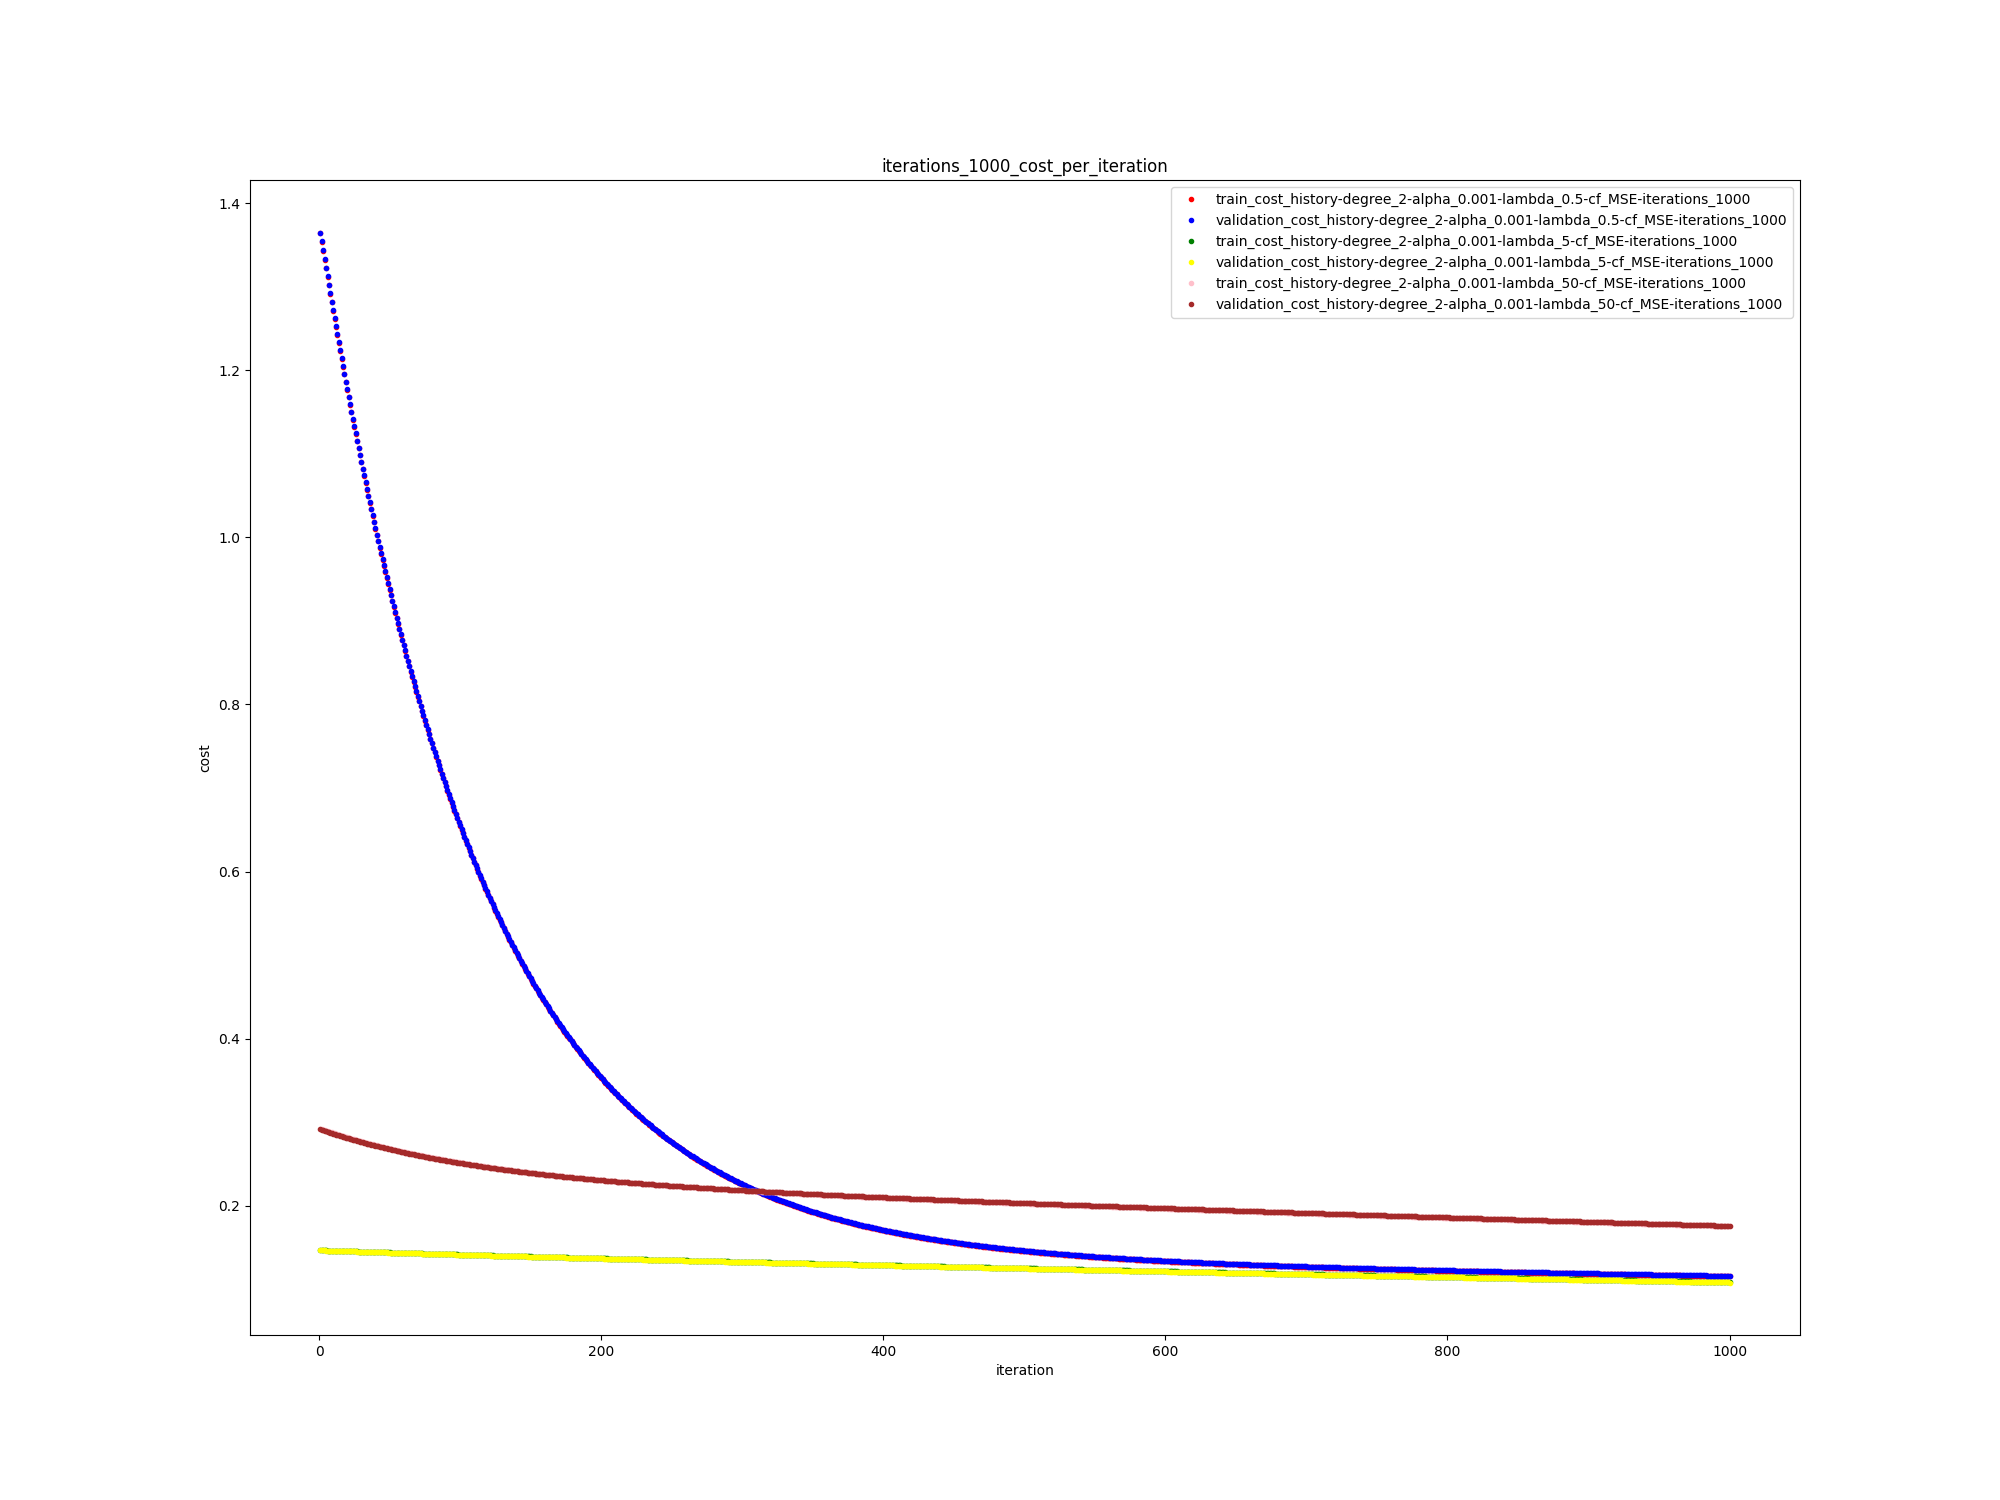 iterations_1000_cost_per_iteration
train_cost_history-degree_2-alpha_0.001-lambda_0.5-cf_MSE-iterations_1000
validation_cost_history-degree_2-alpha_0.001-lambda_0.5-cf_MSE-iterations_1000
train_cost_history-degree_2-alpha_0.001-lambda_5-cf_MSE-iterations_1000
validation_cost_history-degree_2-alpha_0.001-lambda_5-cf_MSE-iterations_1000
train_cost_history-degree_2-alpha_0.001-lambda_50-cf_MSE-iterations_1000
validation_cost_history-degree_2-alpha_0.001-lambda_50-cf_MSE-iterations_1000
1.4
1.2
1.0
0.8
cost
0.6
0.4
0.2
0 200 400 600 800 1000
iteration